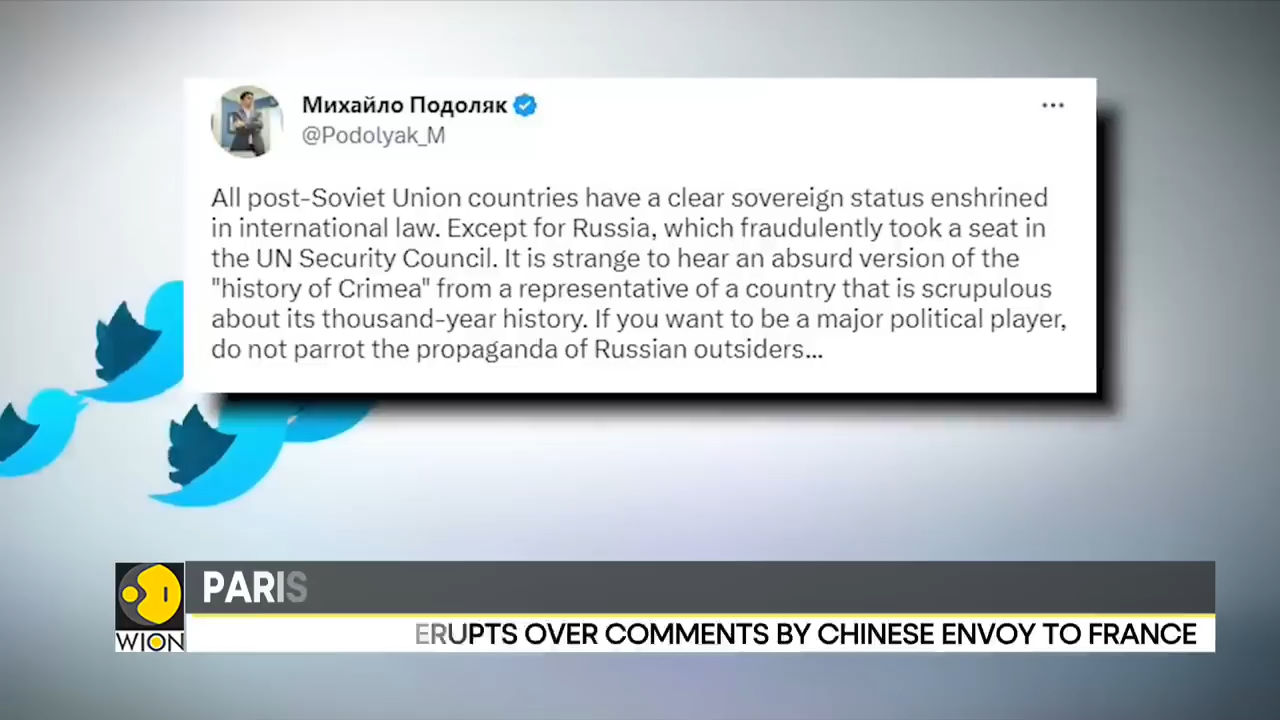 Михайло Подоляк
@Podolyak_M
All post-Soviet Union countries have a clear sovereign status enshrined
in international law. Except for Russia, which fraudulently took a seat in
the UN Security Council. It is strange to hear an absurd version of the
"history of Crimea" from a representative of a country that is scrupulous
about its thousand-year history. If you want to be a major political player,
do not parrot the propaganda of Russian outsiders...
PARIS
ERUPTS OVER COMMENTS BY CHINESE ENVOY TO FRANCE
WION